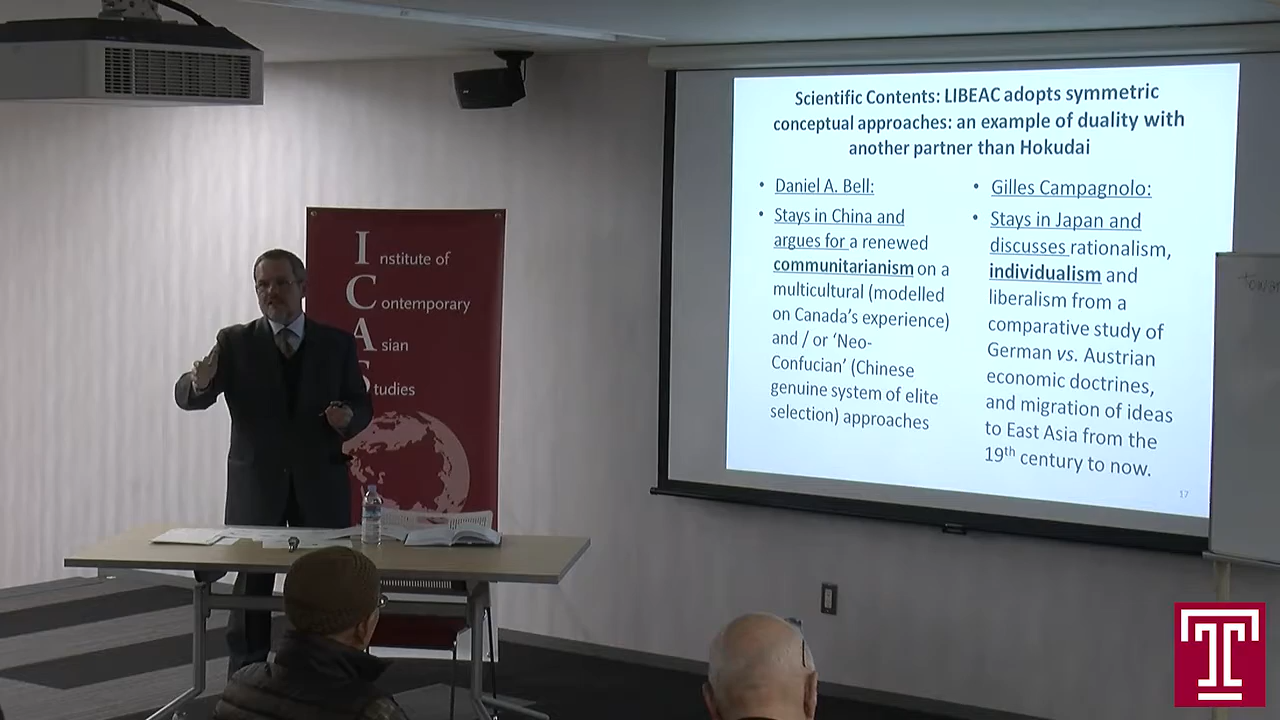 Institute of
Contemporary
Asian
Studies
Scientific Contents: LIBEAC adopts symmetric
conceptual approaches: an example of duality with
another partner than Hokudai
• Daniel A. Bell:
• Stays in China and
argues for a renewed
communitarianism on a
multicultural (modelled
on Canada's experience)
and / or 'Neo-
Confucian' (Chinese
genuine system of elite
selection) approaches
• Gilles Campagnolo:
• Stays in Japan and
discusses rationalism,
individualism and
liberalism from a
comparative study of
German vs. Austrian
economic doctrines,
and migration of ideas
to East Asia from the
19th century to now.
17
T